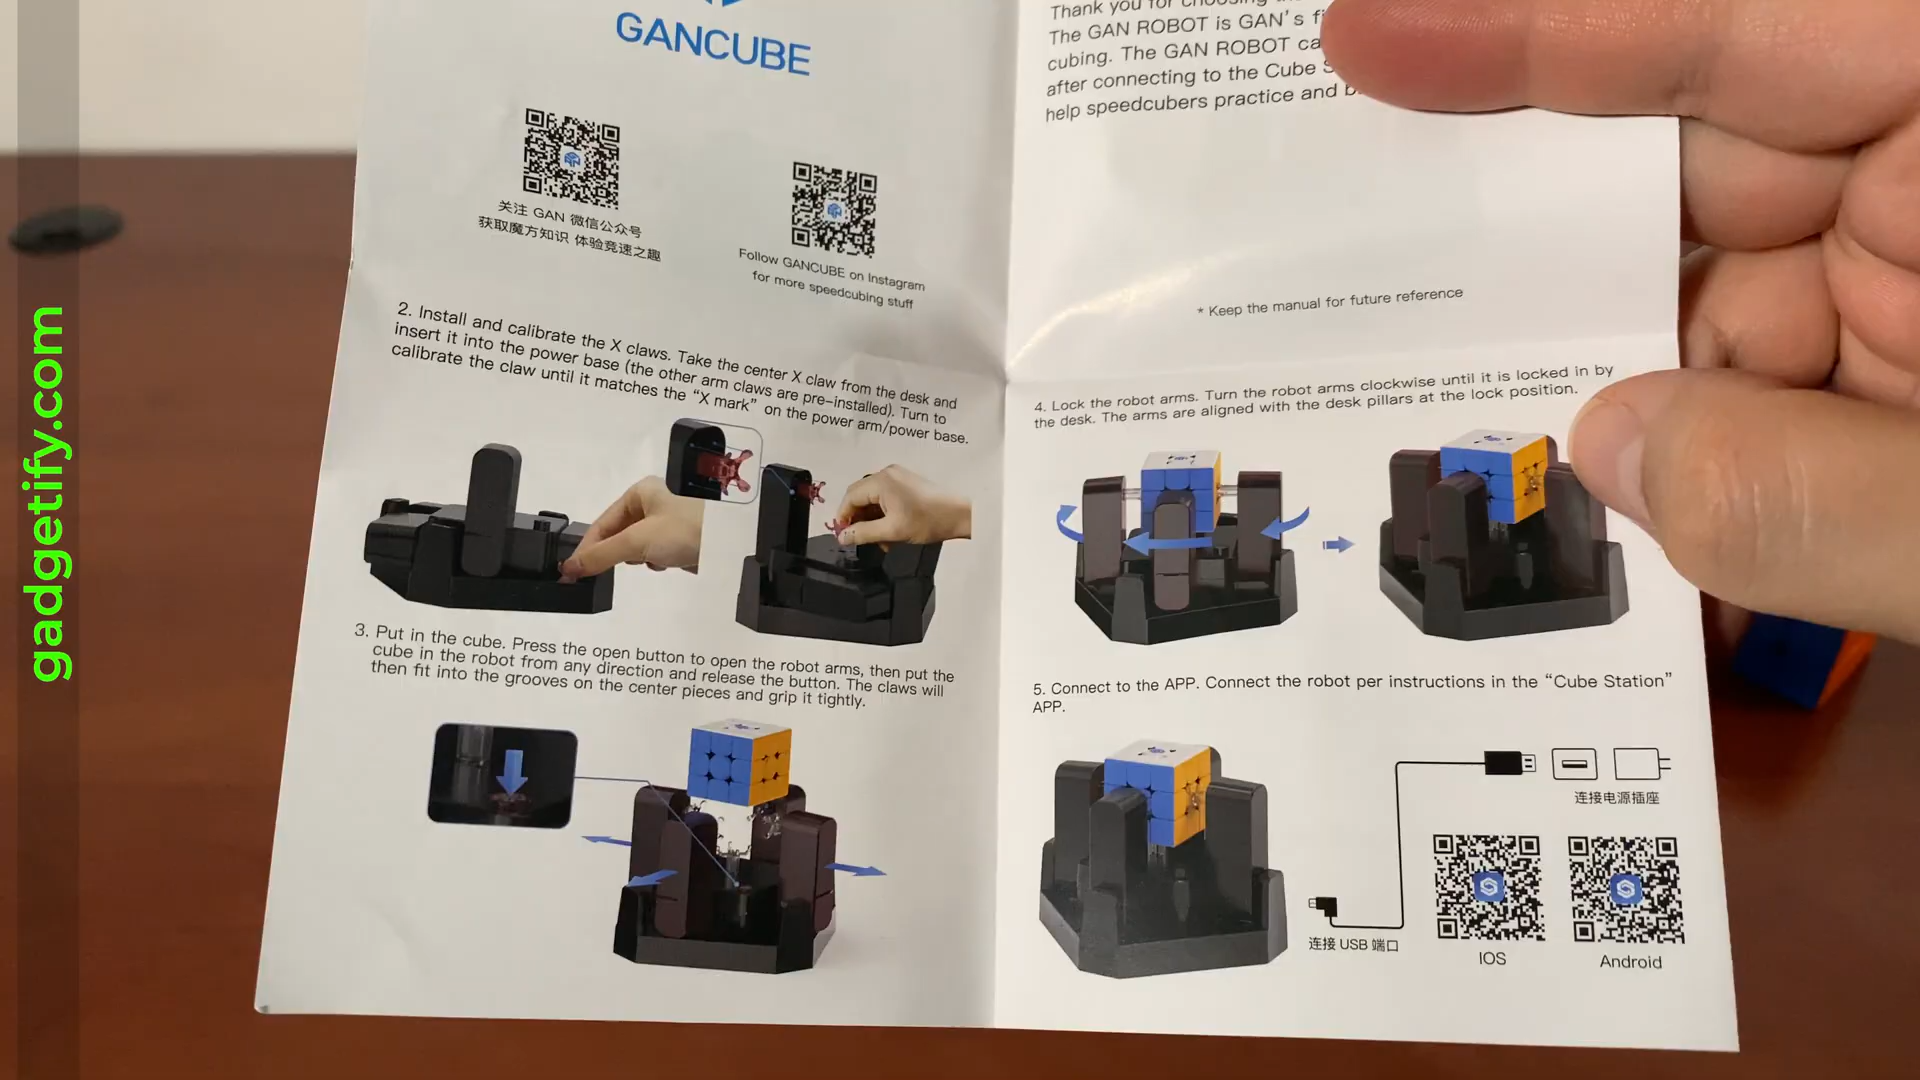 GANCUBE
关注 GAN 微信公众号
获取魔方知识 体验竞速之趣
Follow GANCUBE on Instagram
for more speedcubing stuff
Thank you for choosing
The GAN ROBOT is GAN's
cubing. The GAN ROBOT
after connecting to the Cube
help speedcubers practice and
* Keep the manual for future reference
2. Install and calibrate the X claws. Take the center X claw from the desk and
insert it into the power base (the other arm claws are pre-installed). Turn to
calibrate the claw until it matches the "X mark" on the power arm/power base.
3. Put in the cube. Press the open button to open the robot arms, then put the
cube in the robot from any direction and release the button. The claws will
then fit into the grooves on the center pieces and grip it tightly.
4. Lock the robot arms. Turn the robot arms clockwise until it is locked in by
the desk. The arms are aligned with the desk pillars at the lock position.
5. Connect to the APP. Connect the robot per instructions in the "Cube Station"
APP.
连接电源插座
连接 USB 端口
IOS
Android
gadgetify.com